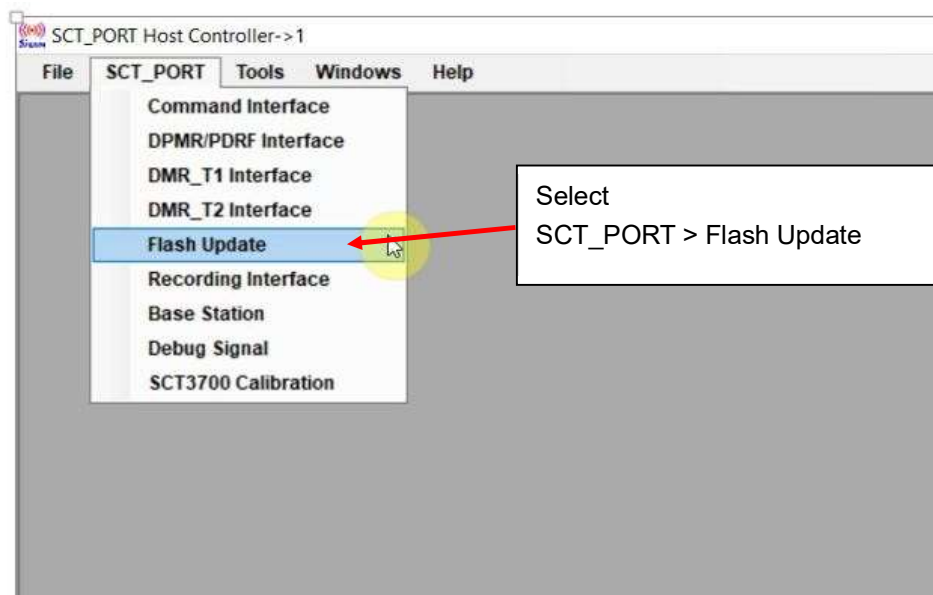 SCT_PORT Host Controller->1
File SCT_PORT Tools Windows Help
Command Interface
DPMR/PDRF Interface
DMR_T1 Interface
DMR_T2 Interface
Flash Update
Recording Interface
Base Station
Debug Signal
SCT3700 Calibration
Select
SCT_PORT > Flash Update